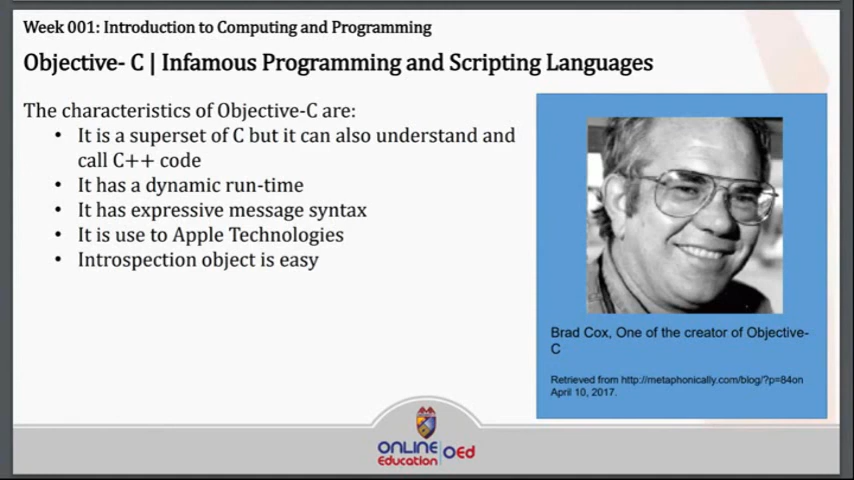 Week 001: Introduction to Computing and Programming
Objective- C | Infamous Programming and Scripting Languages
The characteristics of Objective-C are:
• It is a superset of C but it can also understand and
call C++ code
• It has a dynamic run-time
• It has expressive message syntax
• It is use to Apple Technologies
• Introspection object is easy
Brad Cox, One of the creator of Objective-
C
Retrieved from http://metaphonically.com/blog/?p=84on
April 10, 2017.
ONLINE
Education OEd